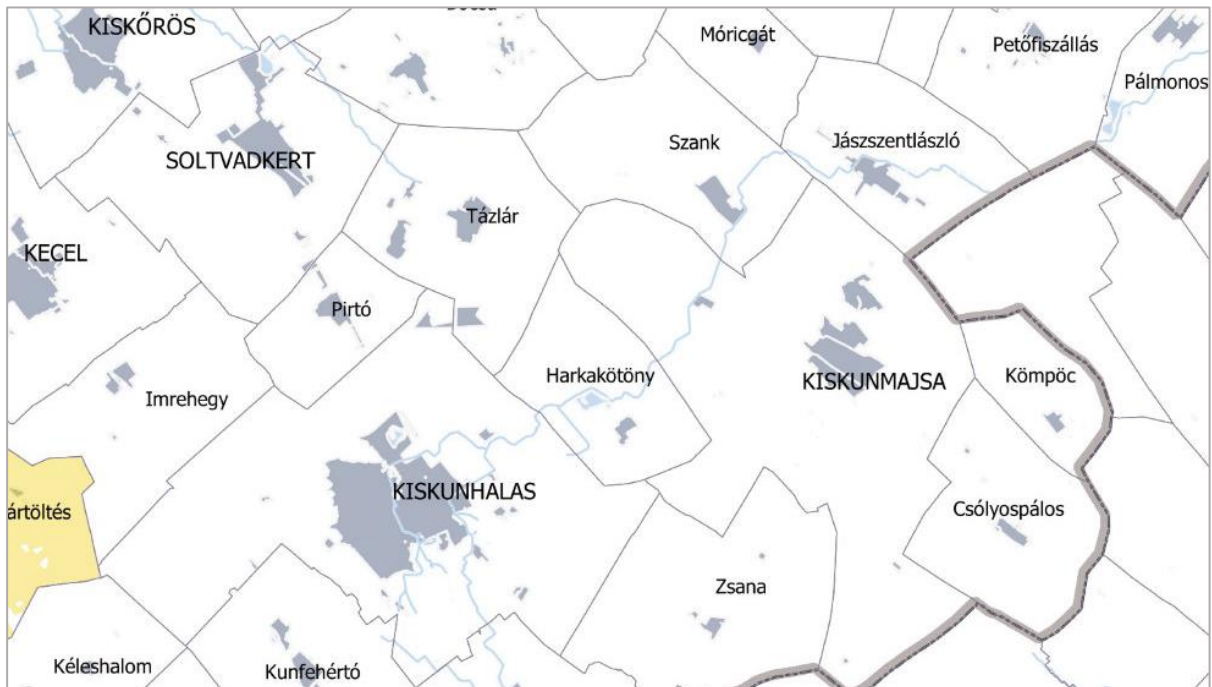 KISKŐRÖS
Móricgát
Petőfiszállás
Pálmonos
Szank
Jászszentlászló
SOLTVADKERT
Tázlár
KECEL
Pirtó
Harkakötöny
KISKUNMAJSA
Kömpöc
Imrehegy
KISKUNHALAS
ártöltés
Csólyospálos
Zsana
Kéleshalom
Kunfehértó